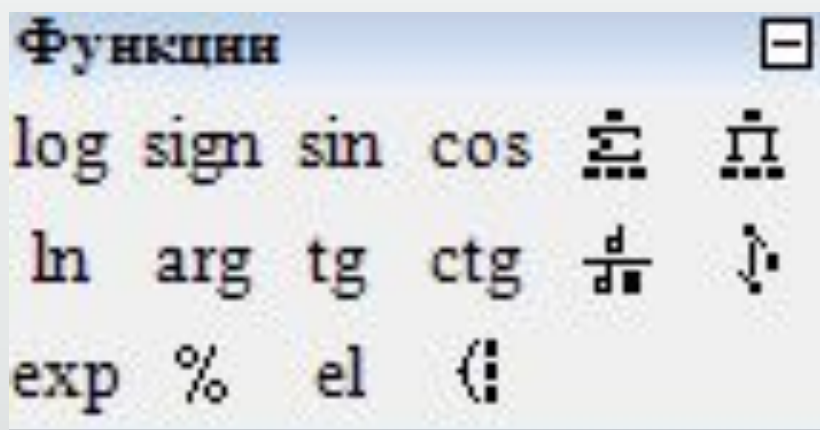 Функции
log sign sin cos Σ Π
ln arg tg ctg d/d ∫
exp % el {